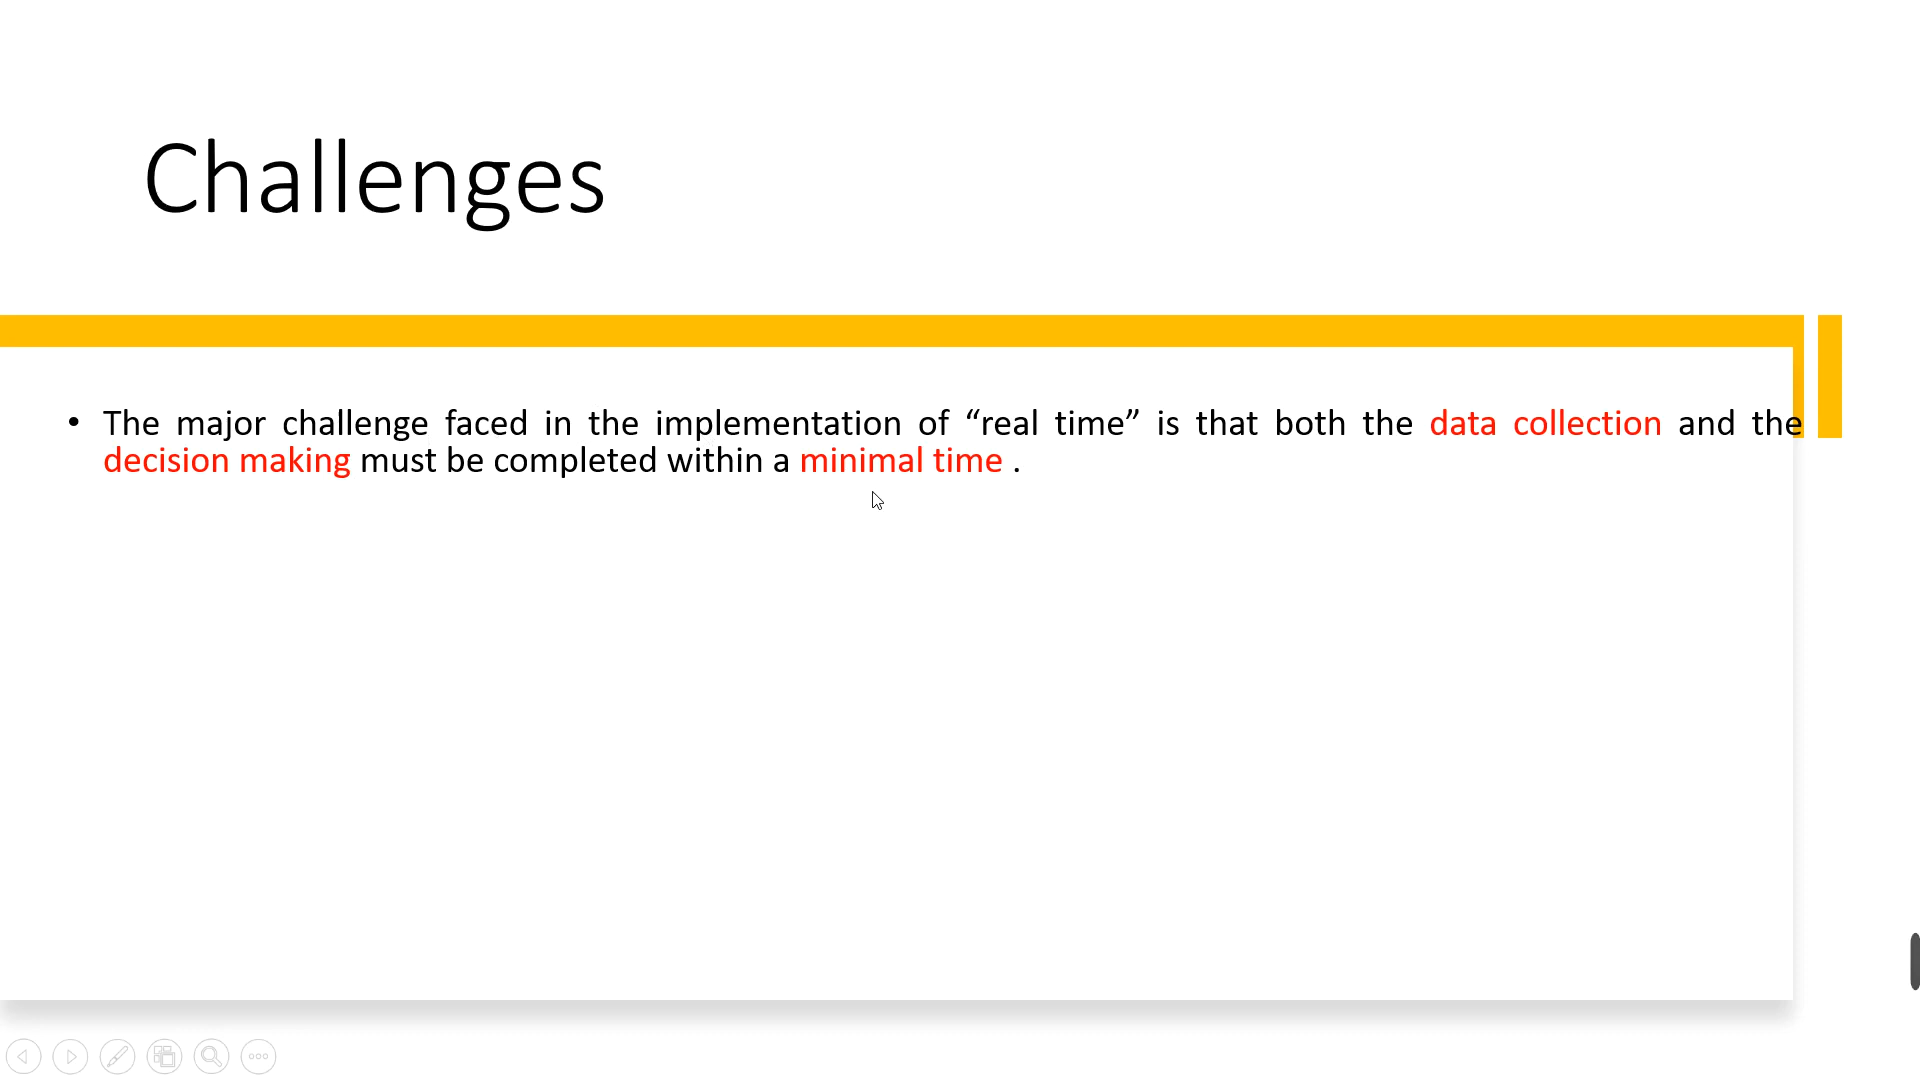 Challenges
• The major challenge faced in the implementation of “real time” is that both the data collection and the
decision making must be completed within a minimal time .